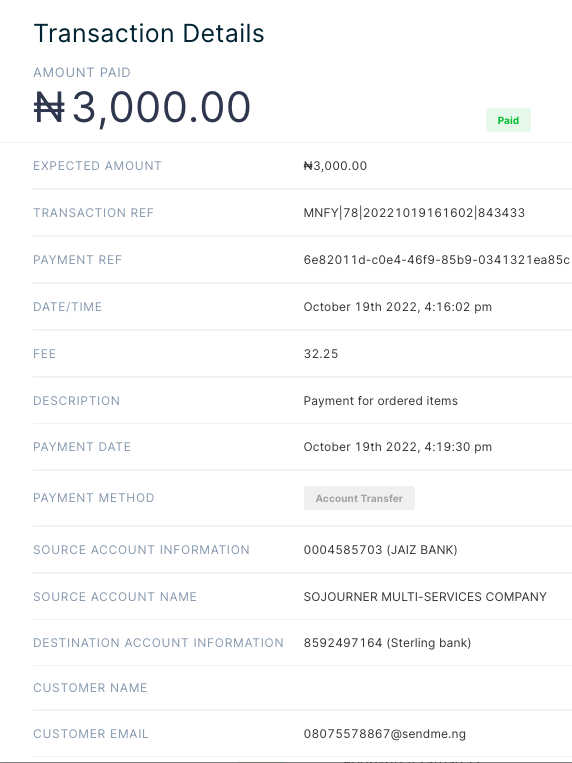 Transaction Details
AMOUNT PAID
₦3,000.00
Paid
EXPECTED AMOUNT ₦3,000.00
TRANSACTION REF MNFY|78|20221019161602|843433
PAYMENT REF 6e82011d-c0e4-46f9-85b9-0341321ea85c
DATE/TIME October 19th 2022, 4:16:02 pm
FEE 32.25
DESCRIPTION Payment for ordered items
PAYMENT DATE October 19th 2022, 4:19:30 pm
PAYMENT METHOD Account Transfer
SOURCE ACCOUNT INFORMATION 0004585703 (JAIZ BANK)
SOURCE ACCOUNT NAME SOJOURNER MULTI-SERVICES COMPANY
DESTINATION ACCOUNT INFORMATION 8592497164 (Sterling bank)
CUSTOMER NAME
CUSTOMER EMAIL 08075578867@sendme.ng